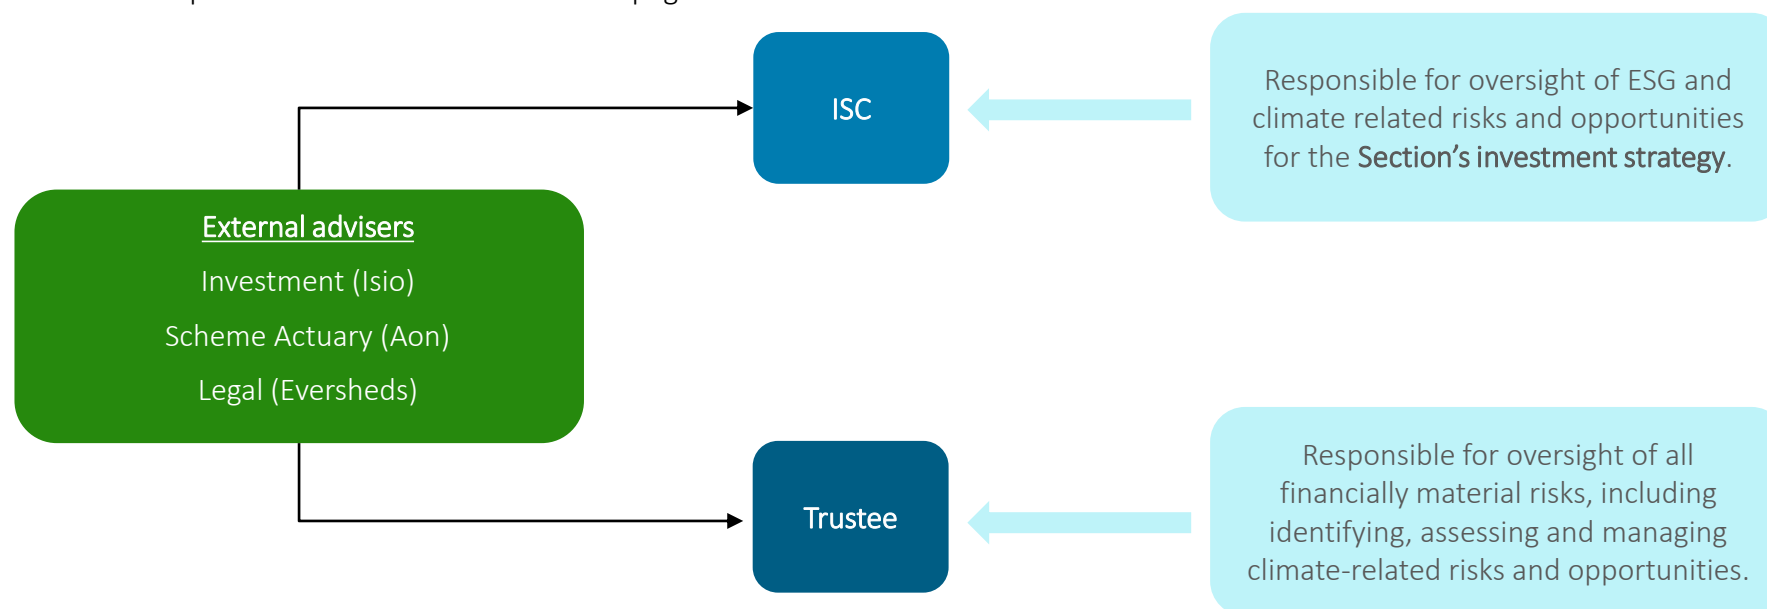 ISC
Responsible for oversight of ESG and
climate related risks and opportunities
for the Section’s investment strategy.
External advisers
Investment (Isio)
Scheme Actuary (Aon)
Legal (Eversheds)
Trustee
Responsible for oversight of all
financially material risks, including
identifying, assessing and managing
climate-related risks and opportunities.